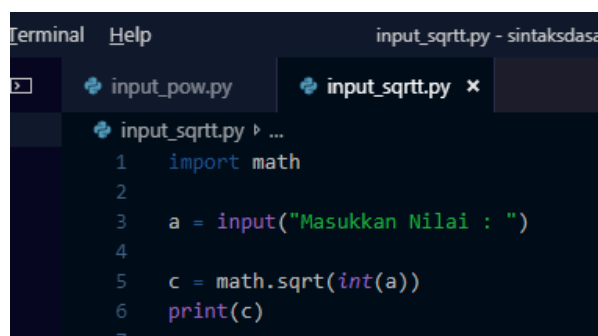 Terminal Help input_sqrtt.py - sintaksdasa
input_pow.py input_sqrtt.py ×
input_sqrtt.py ...
1 import math
2
3 a = input("Masukkan Nilai : ")
4
5 c = math.sqrt(int(a))
6 print(c)
7